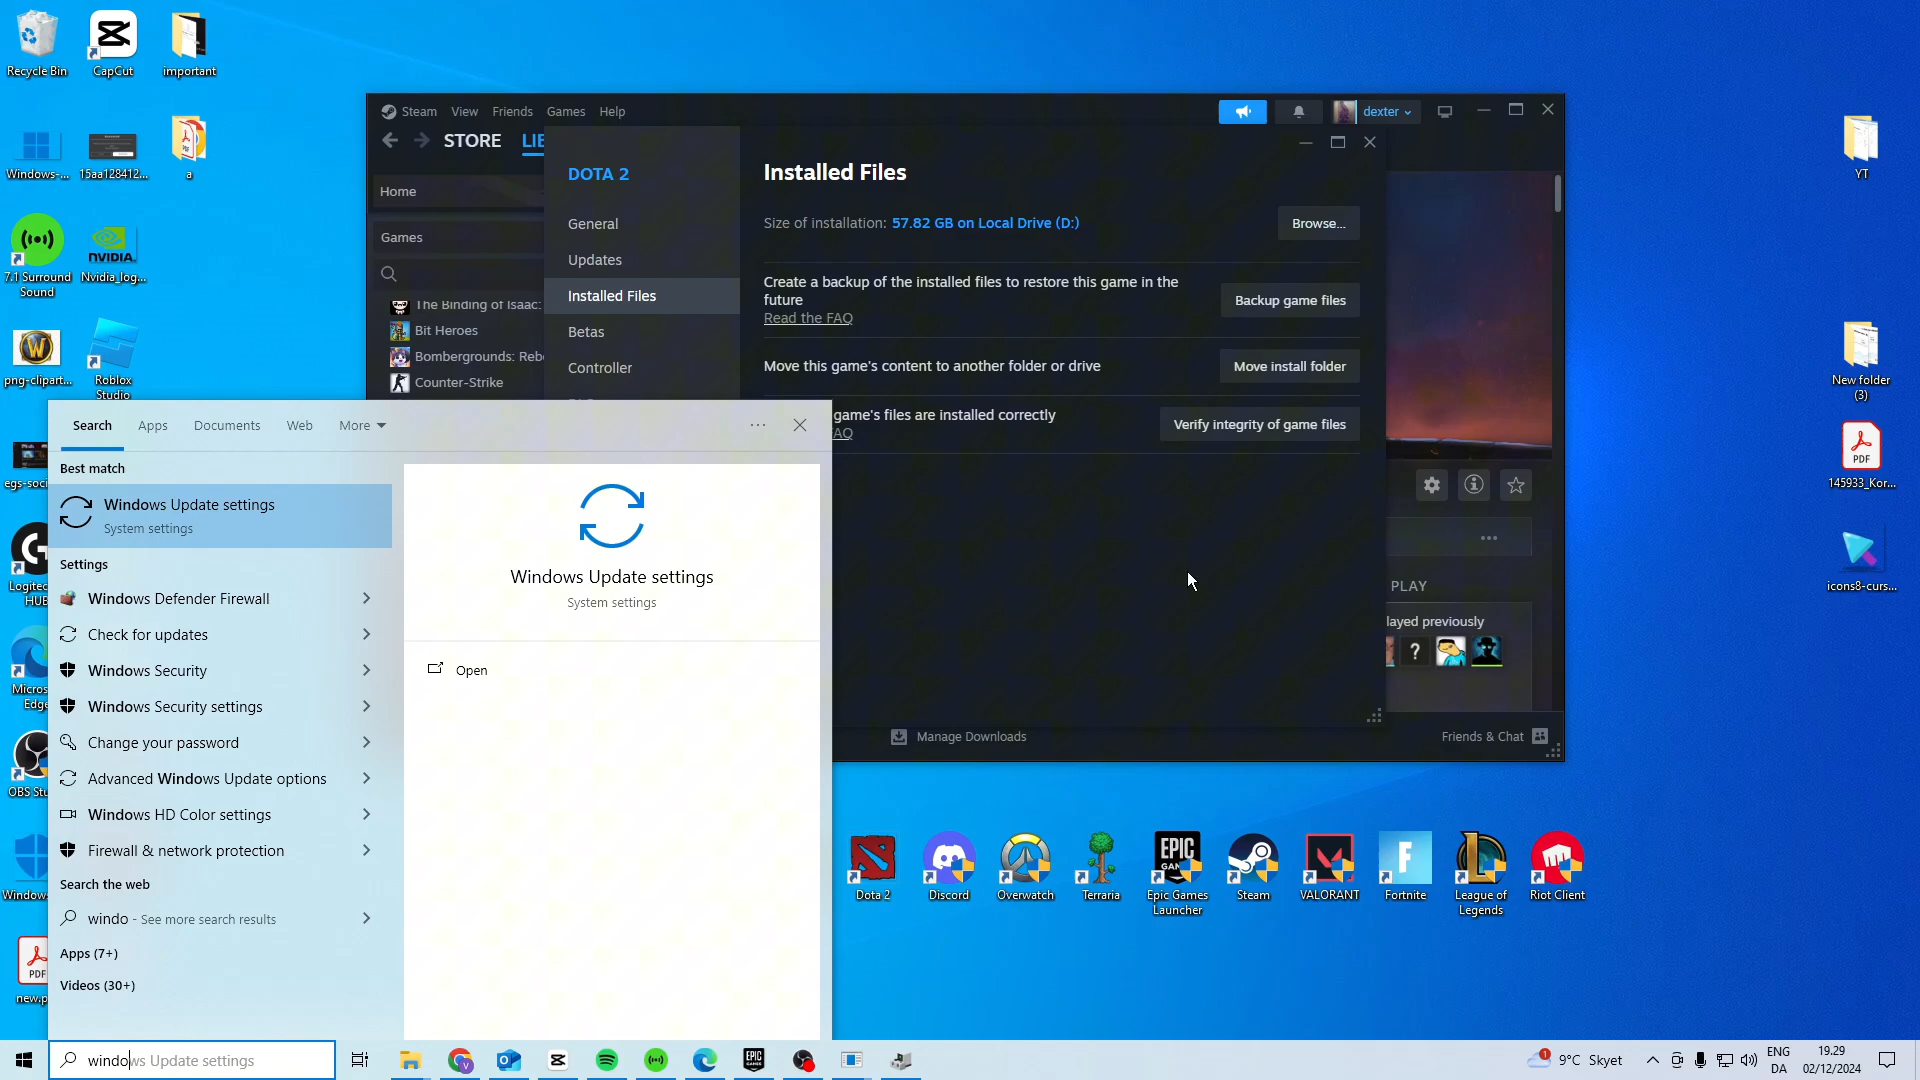 Recycle Bin
CapCut
important
Windows-...
15aa128412...
a
7.1 Surround
Sound
Nvidia_log...
NVIDIA.
png-clipart...
Roblox
Studio
egs-soci
Logitec
HUB
Micros
Edge
OBS Stu
Windows
PDF
new.p
Steam View Friends Games Help
dexter
STORE LIB
Home
Games
The Binding of Isaac:
Bit Heroes
Bombergrounds: Rebo
Counter-Strike
DOTA 2
General
Updates
Installed Files
Betas
Controller
Installed Files
Size of installation: 57.82 GB on Local Drive (D:)
Browse...
Create a backup of the installed files to restore this game in the
future
Read the FAQ
Backup game files
Move this game's content to another folder or drive
Move install folder
game's files are installed correctly
FAQ
Verify integrity of game files
PLAY
layed previously
?
Manage Downloads
Friends & Chat
Search Apps Documents Web More
Best match
Windows Update settings
System settings
Settings
Windows Defender Firewall
Check for updates
Windows Security
Windows Security settings
Change your password
Advanced Windows Update options
Windows HD Color settings
Firewall & network protection
Search the web
windo - See more search results
Apps (7+)
Videos (30+)
Windows Update settings
System settings
Open
YT
New folder
(3)
PDF
145933_Kor...
icons8-curs...
Dota 2
Discord
Overwatch
Terraria
EPIC
GAMES
Epic Games
Launcher
Steam
VALORANT
Fortnite
League of
Legends
Riot Client
windows Update settings
V
EPIC
GAMES
1
9°C Skyet
ENG
DA
19.29
02/12/2024